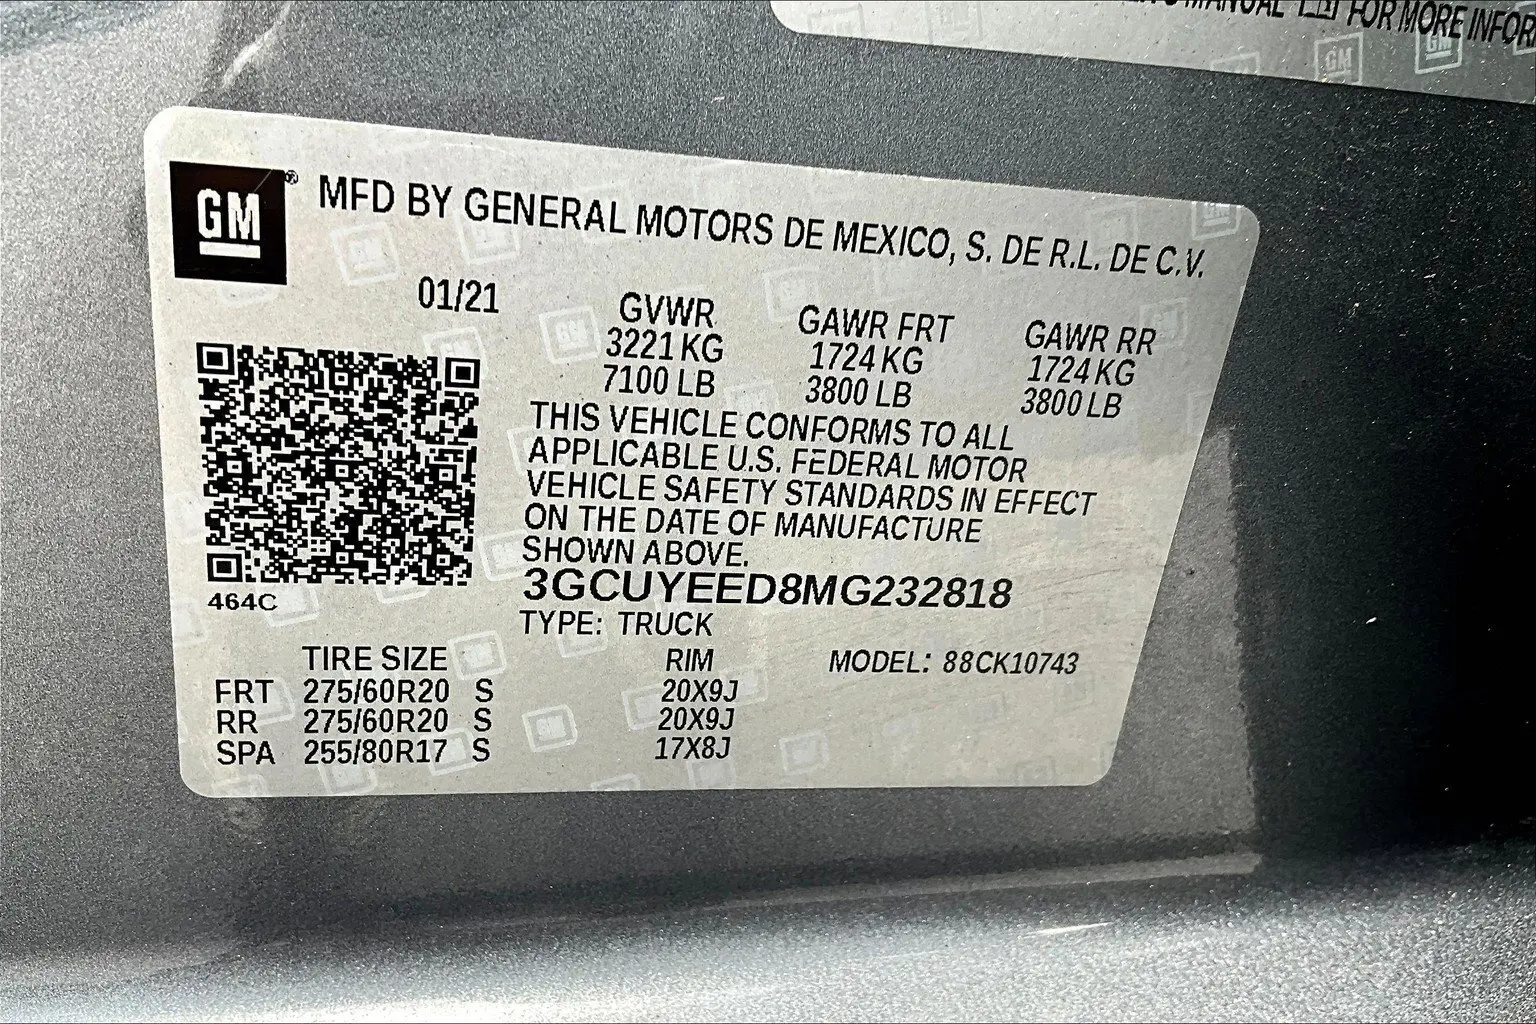 MANUAL FOR MORE INFOR
GM® MFD BY GENERAL MOTORS DE MEXICO, S. DE R.L. DE C.V.
01/21 GVWR GAWR FRT GAWR RR
3221 KG 1724 KG 1724 KG
7100 LB 3800 LB 3800 LB
THIS VEHICLE CONFORMS TO ALL
APPLICABLE U.S. FEDERAL MOTOR
VEHICLE SAFETY STANDARDS IN EFFECT
ON THE DATE OF MANUFACTURE
SHOWN ABOVE.
3GCUYEED8MG232818
464C TYPE: TRUCK
TIRE SIZE RIM MODEL: 88CK10743
FRT 275/60R20 S 20X9J
RR 275/60R20 S 20X9J
SPA 255/80R17 S 17X8J